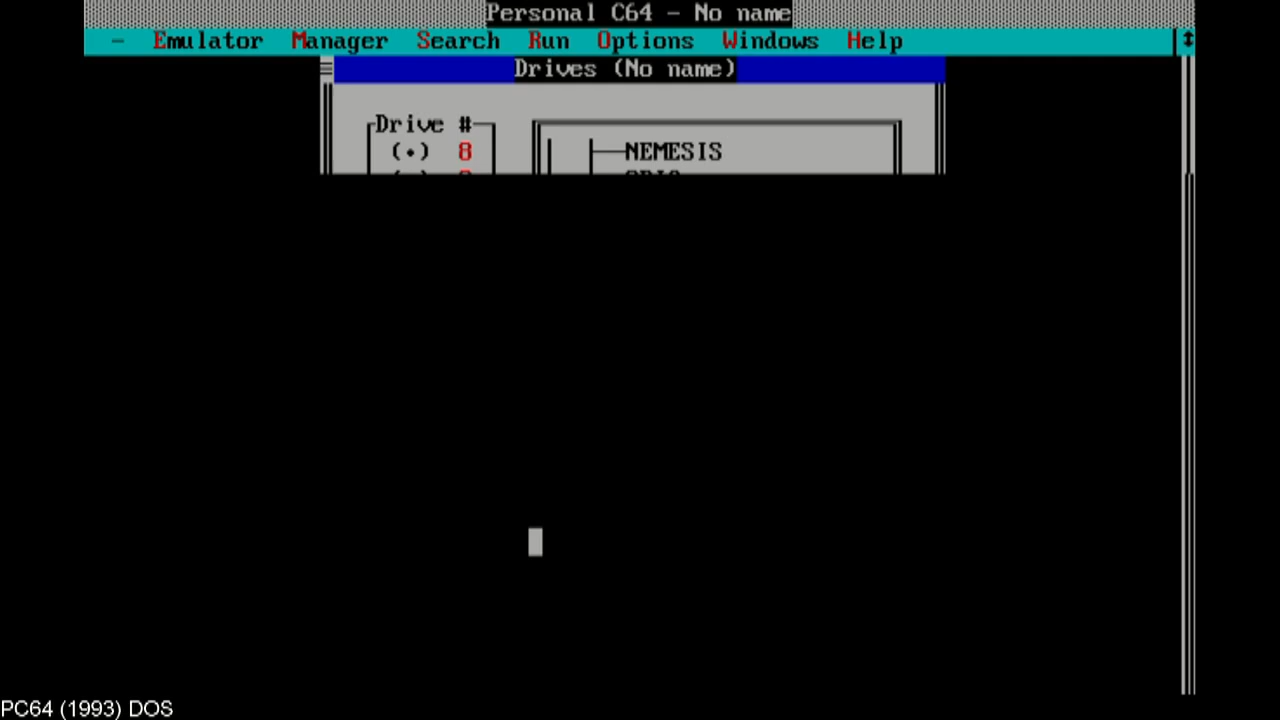 Personal C64 - No name
- Emulator Manager Search Run Options Windows Help
Drives (No name)
Drive #
(•) 8
NEMESIS
PC64 (1993) DOS